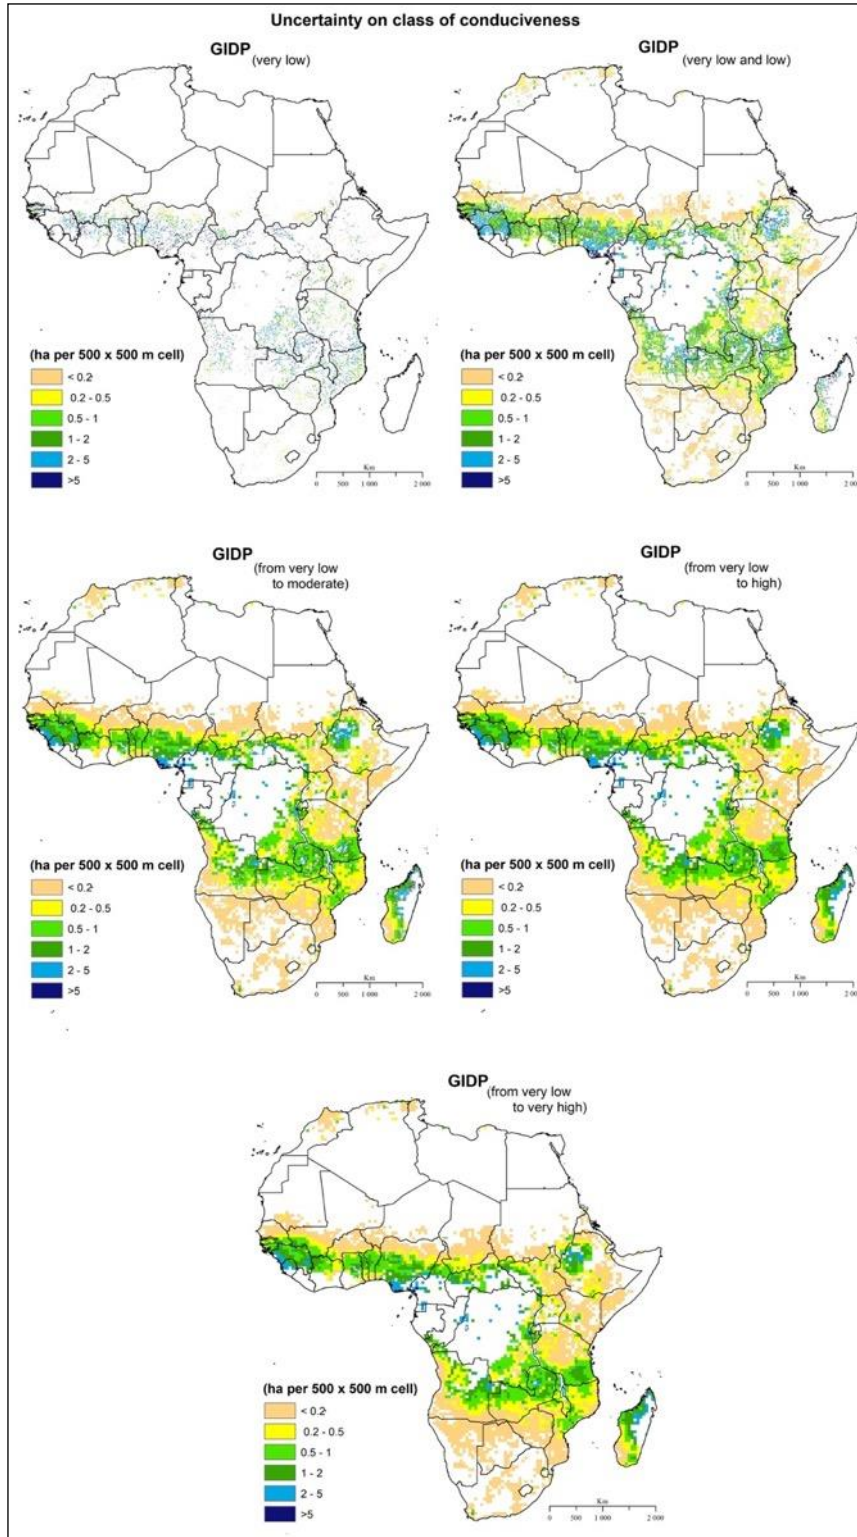 Uncertainty on class of conduciveness
GIDP (very low)
GIDP (very low and low)
(ha per 500 x 500 m cell)
< 0.2
0.2 - 0.5
0.5 - 1
1 - 2
2 - 5
>5
Km
0 500 1 000 2 000
(ha per 500 x 500 m cell)
< 0.2
0.2 - 0.5
0.5 - 1
1 - 2
2 - 5
>5
Km
0 500 1 000 2 000
GIDP
(from very low
to moderate)
GIDP
(from very low
to high)
(ha per 500 x 500 m cell)
< 0.2
0.2 - 0.5
0.5 - 1
1 - 2
2 - 5
>5
Km
0 500 1 000 2 000
(ha per 500 x 500 m cell)
< 0.2
0.2 - 0.5
0.5 - 1
1 - 2
2 - 5
>5
Km
0 500 1 000 2 000
GIDP
(from very low
to very high)
(ha per 500 x 500 m cell)
< 0.2
0.2 - 0.5
0.5 - 1
1 - 2
2 - 5
>5
Km
0 500 1 000 2 000